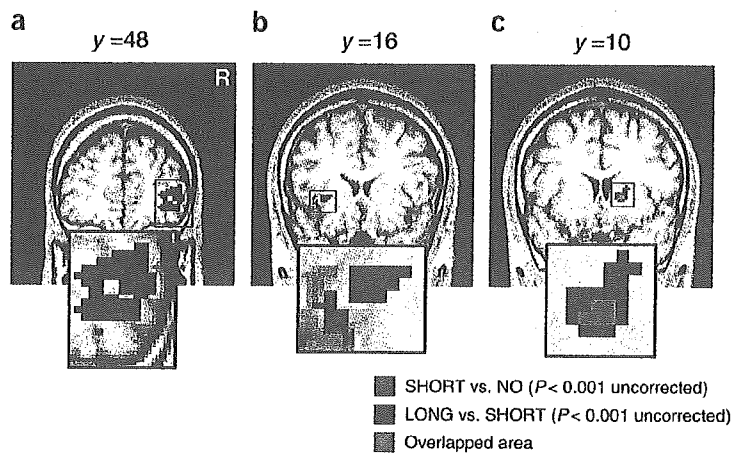 a
y =48
b
y =16
c
y =10
R
SHORT vs. NO (P< 0.001 uncorrected)
LONG vs. SHORT (P< 0.001 uncorrected)
Overlapped area